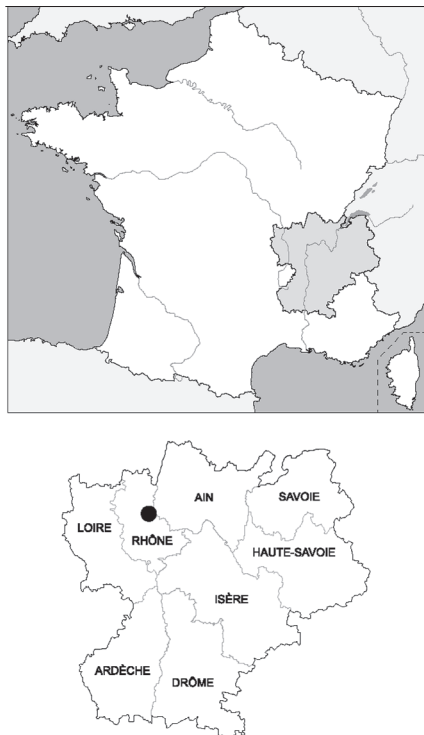 AIN
SAVOIE
LOIRE
RHÔNE
HAUTE-SAVOIE
ISÈRE
ARDÈCHE
DRÔME